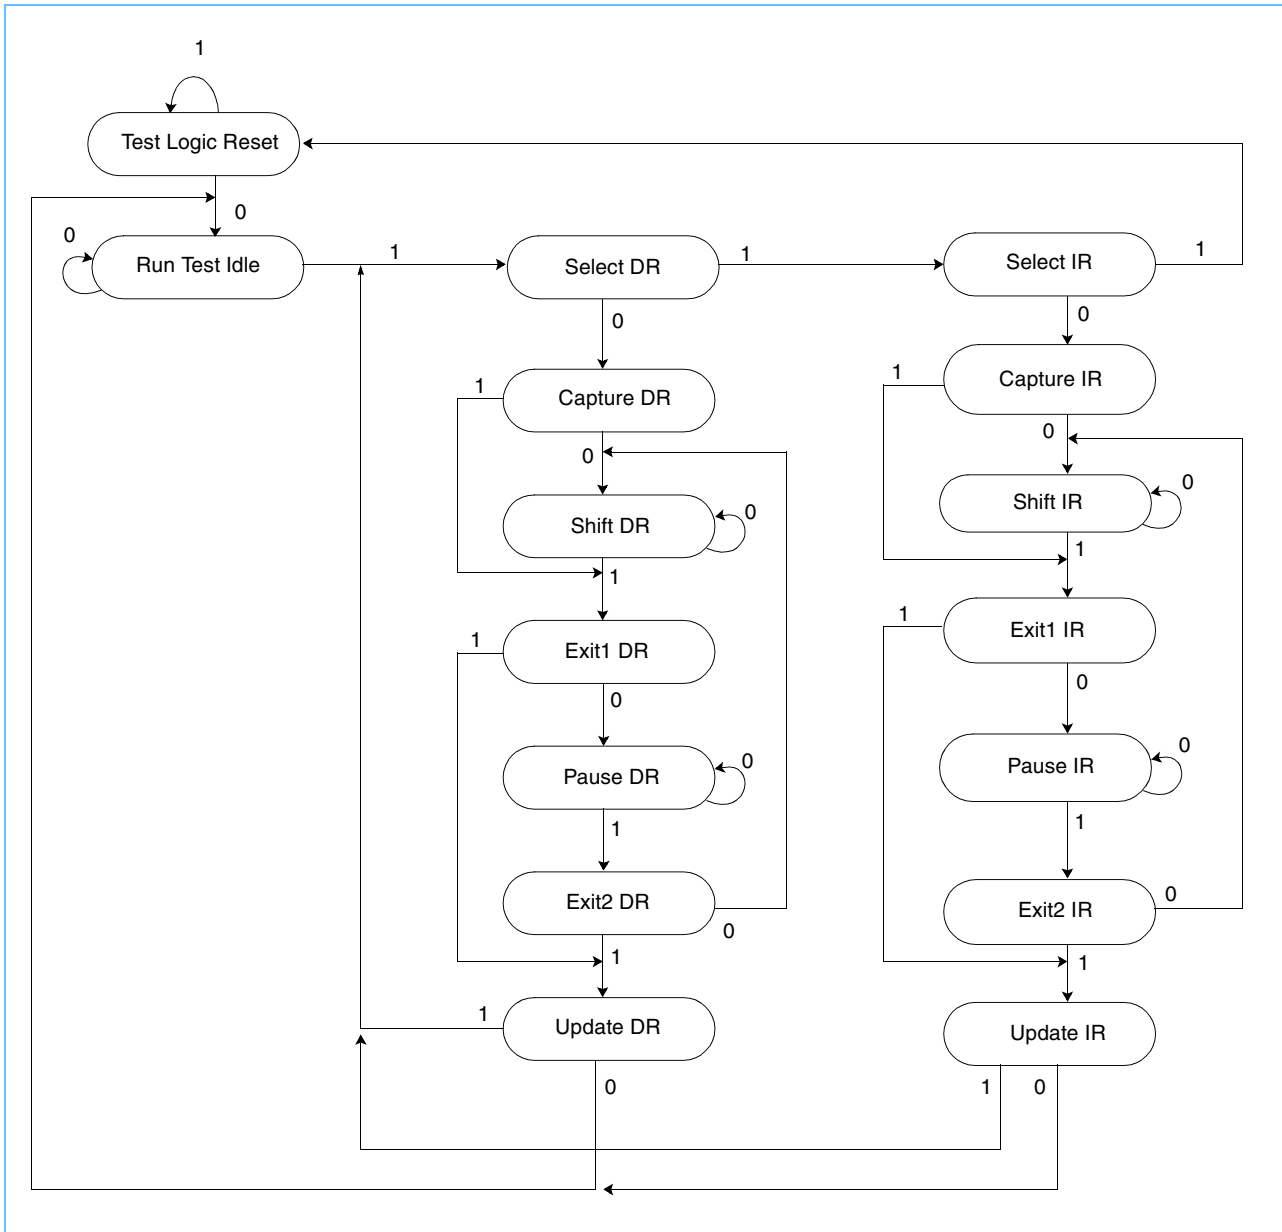 1
Test Logic Reset
0
0
Run Test Idle
1
Select DR
1
Select IR
1
0
0
1
Capture DR
1
Capture IR
0
0
Shift DR
0
Shift IR
0
1
1
1
Exit1 DR
1
Exit1 IR
0
0
Pause DR
0
Pause IR
0
1
1
Exit2 DR
0
Exit2 IR
0
1
1
1
Update DR
Update IR
0
1
0